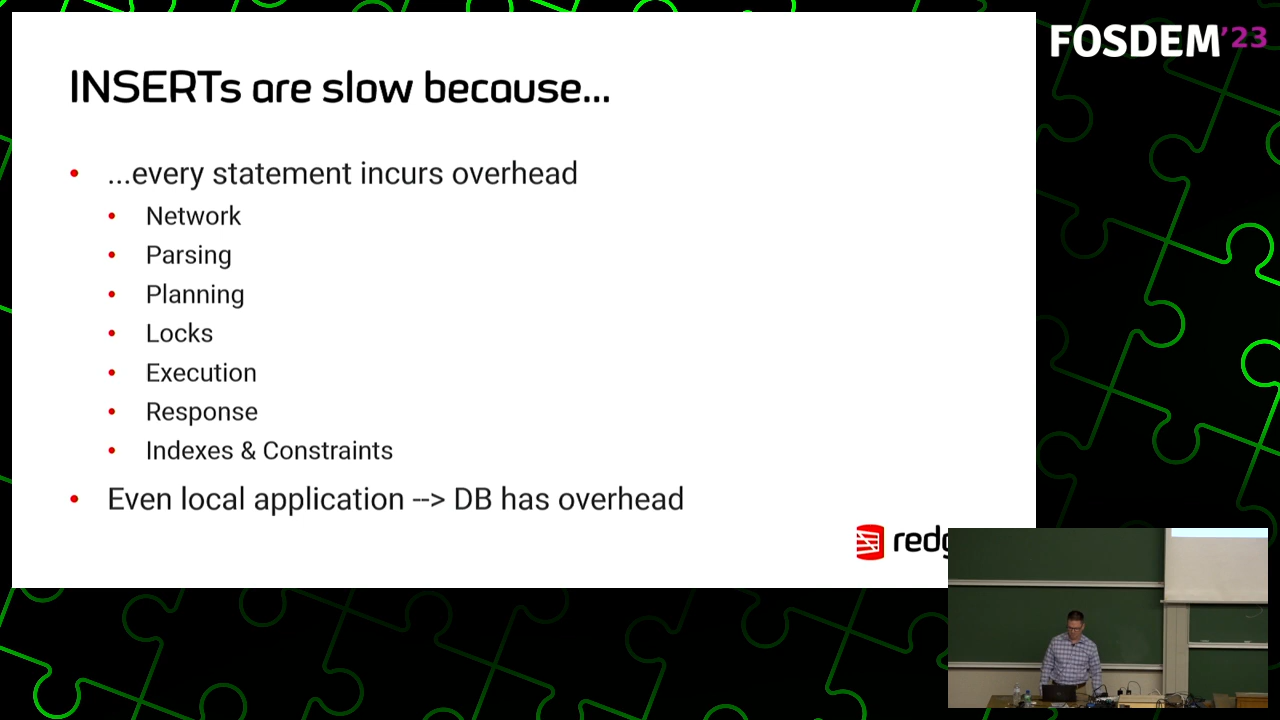 INSERTs are slow because...
...every statement incurs overhead
Network
Parsing
Planning
Locks
Execution
Response
Indexes & Constraints
Even local application --> DB has overhead
FOSDEM'23